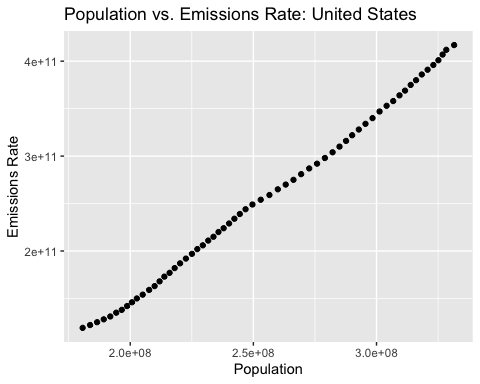 Population vs. Emissions Rate: United States
4e+11
3e+11
2e+11
Emissions Rate
2.0e+08 2.5e+08 3.0e+08
Population